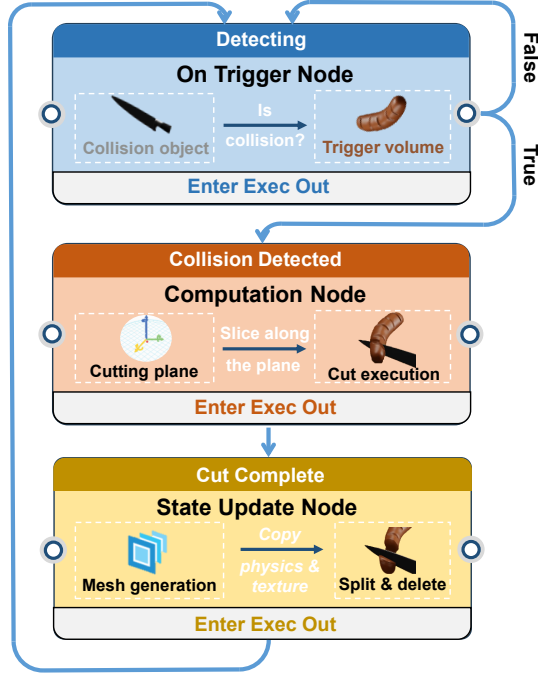 Detecting
On Trigger Node
Is
collision?
Collision object
Trigger volume
Enter Exec Out
False
True
Collision Detected
Computation Node
Slice along
the plane
Cutting plane
Cut execution
Enter Exec Out
Cut Complete
State Update Node
Copy
physics &
texture
Mesh generation
Split & delete
Enter Exec Out